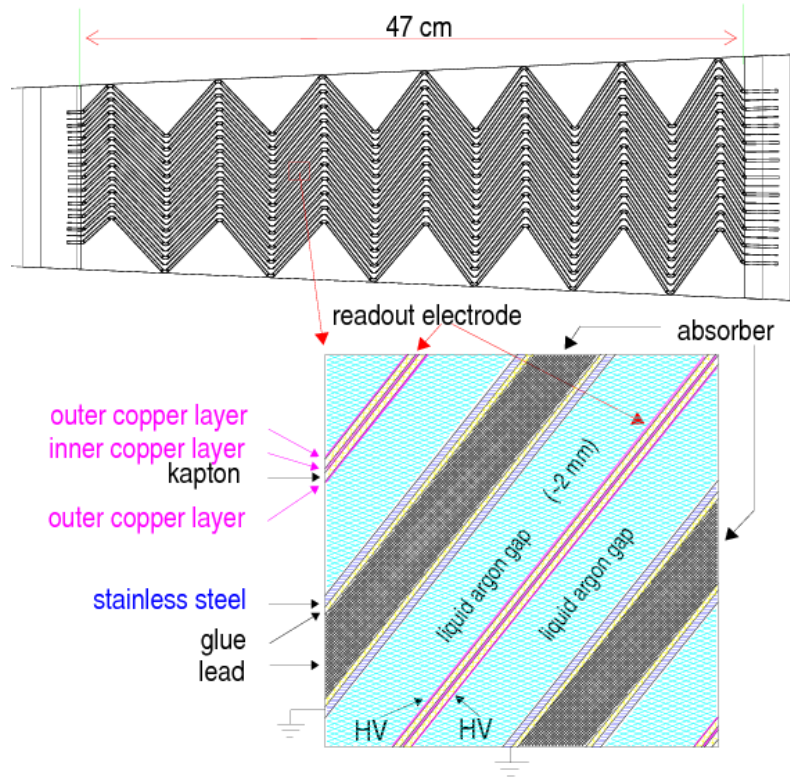 47 cm
readout electrode
absorber
outer copper layer
inner copper layer
kapton
outer copper layer
(~2 mm)
liquid argon gap
liquid argon gap
stainless steel
glue
lead
HV
HV